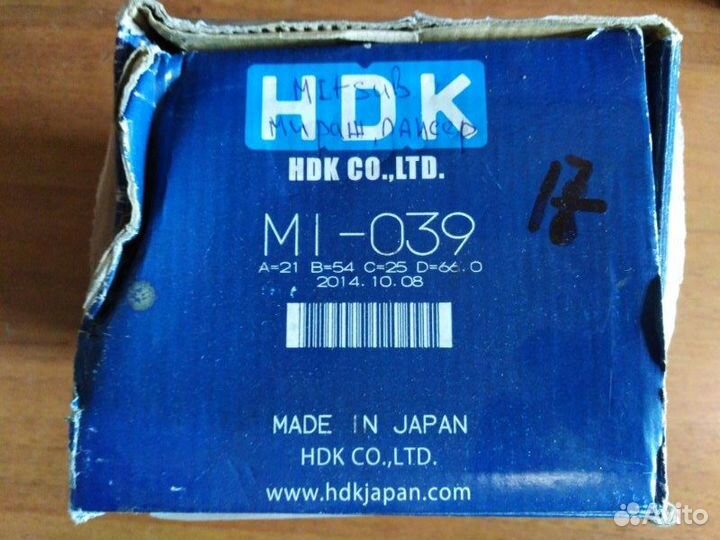 HDK
Mitsub
Мираж, Лансер
HDK CO.,LTD.
17
MI-039
A=21 B=54 C=25 D=66.0
2014.10.08
MADE IN JAPAN
HDK CO.,LTD.
www.hdkjapan.com
Avito